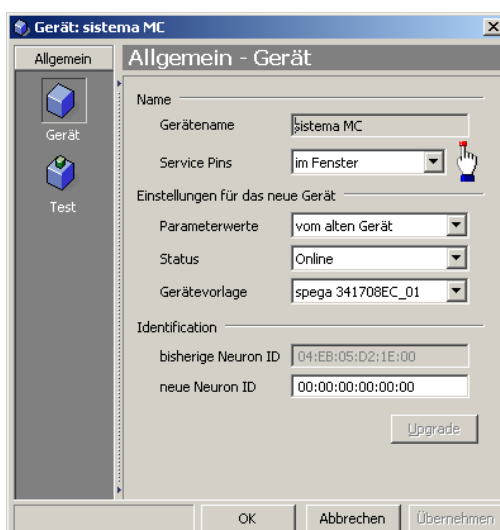 Gerät: sistema MC
Allgemein
Gerät
Test
Allgemein - Gerät
Name
Gerätename sistema MC
Service Pins im Fenster
Einstellungen für das neue Gerät
Parameterwerte vom alten Gerät
Status Online
Gerätevorlage spega 341708EC_01
Identification
bisherige Neuron ID 04:EB:05:D2:1E:00
neue Neuron ID 00:00:00:00:00:00
Upgrade
OK Abbrechen Übernehmen